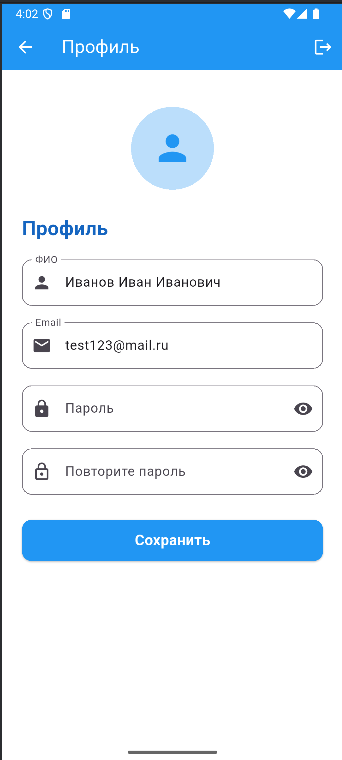 4:02
Профиль
Профиль
ФИО
Иванов Иван Иванович
Email
test123@mail.ru
Пароль
Повторите пароль
Сохранить